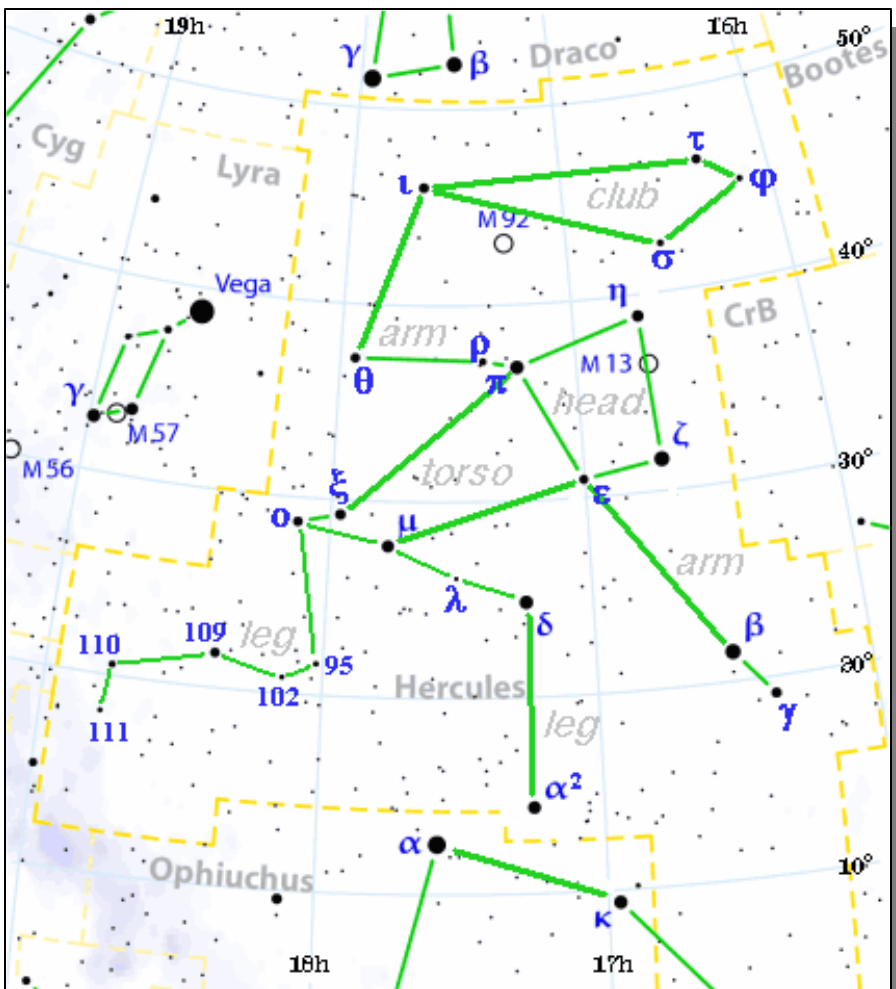 19h
16h
50°
γ
β
Draco
Bootes
Cyg
Lyra
τ
φ
ι
club
M 92
σ
40°
Vega
η
CrB
arm
ρ
M 13
θ
π
γ
head
M 57
ζ
M 56
torso
30°
ξ
ε
ο
μ
arm
λ
δ
β
110
109
leg
95
20°
102
Hercules
111
γ
leg
α²
α
10°
Ophiuchus
κ
18h
17h